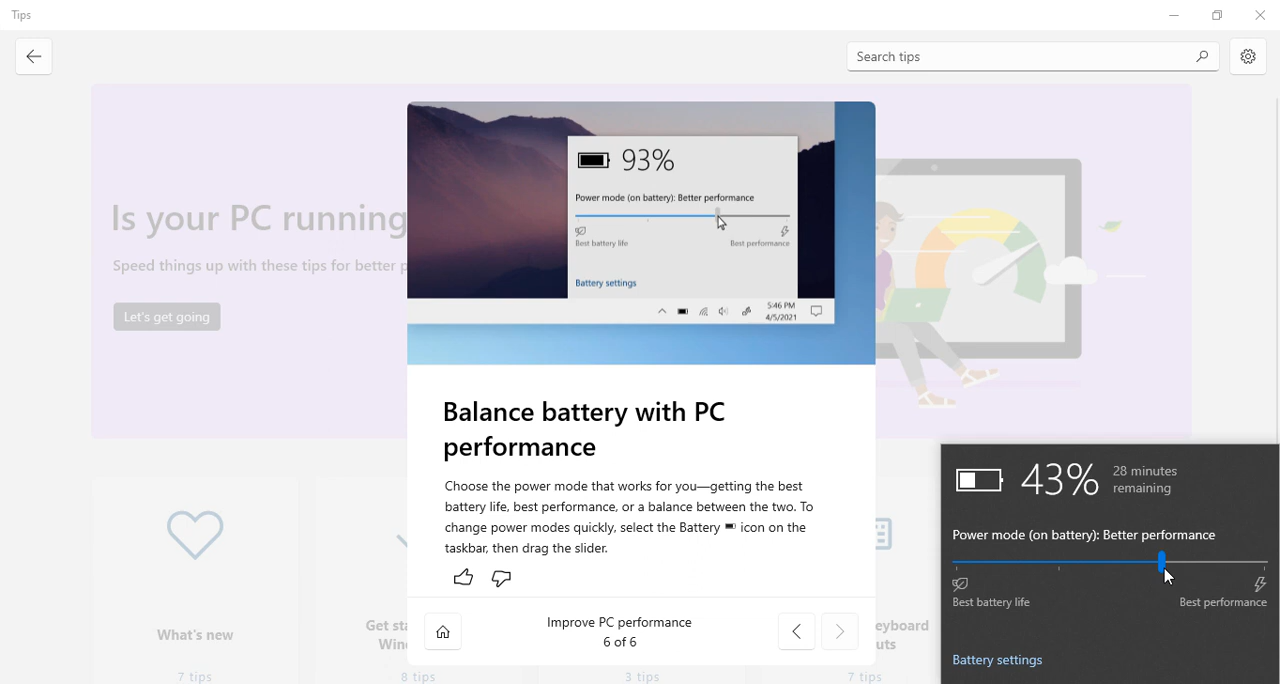 Tips
Search tips
Is your PC running
Speed things up with these tips for better p
Let's get going
93%
Power mode (on battery): Better performance
Best battery life
Best performance
Battery settings
5:46 PM
4/5/2021
Balance battery with PC
performance
Choose the power mode that works for you—getting the best
battery life, best performance, or a balance between the two. To
change power modes quickly, select the Battery icon on the
taskbar, then drag the slider.
Improve PC performance
6 of 6
What's new
7 tips
Get sta
Win
8 tips
3 tips
eyboard
uts
7 tips
43%
28 minutes
remaining
Power mode (on battery): Better performance
Best battery life
Best performance
Battery settings